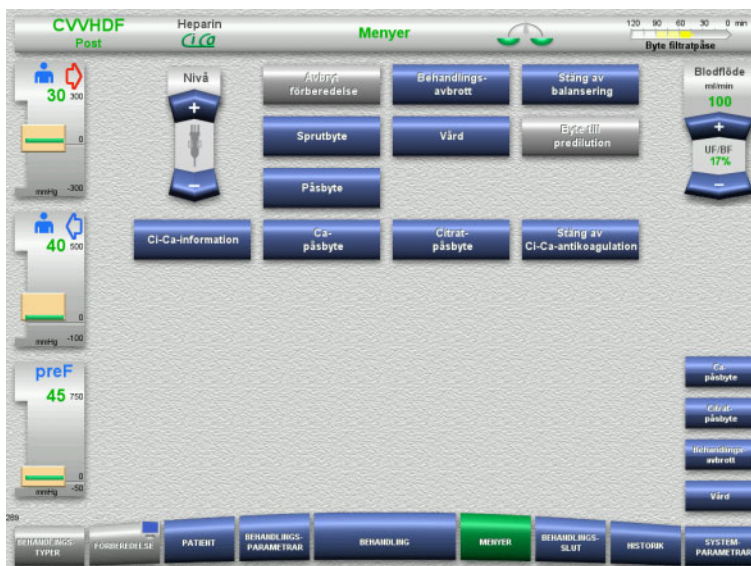 CVVHDF
Post
Heparin
CiCa
Menyer
120 90 60 30 0 min
Byte filtratpåse
30 300
0
mmHg -300
Nivå
+
−
Avbryt
förberedelse
Behandlings-
avbrott
Stäng av
balansering
Sprutbyte
Vård
Byte till
predilution
Påsbyte
Blodflöde
ml/min
100
+
UF/BF
17%
−
40 500
0
mmHg -100
Ci-Ca-information
Ca-
påsbyte
Citrat-
påsbyte
Stäng av
Ci-Ca-antikoagulation
preF
45 750
0
mmHg -50
Ca-
påsbyte
Citrat-
påsbyte
Behandlings-
avbrott
Vård
289
BEHANDLINGS-
TYPER
FÖRBEREDELSE
PATIENT
BEHANDLINGS-
PARAMETRAR
BEHANDLING
MENYER
BEHANDLINGS-
SLUT
HISTORIK
SYSTEM-
PARAMETRAR